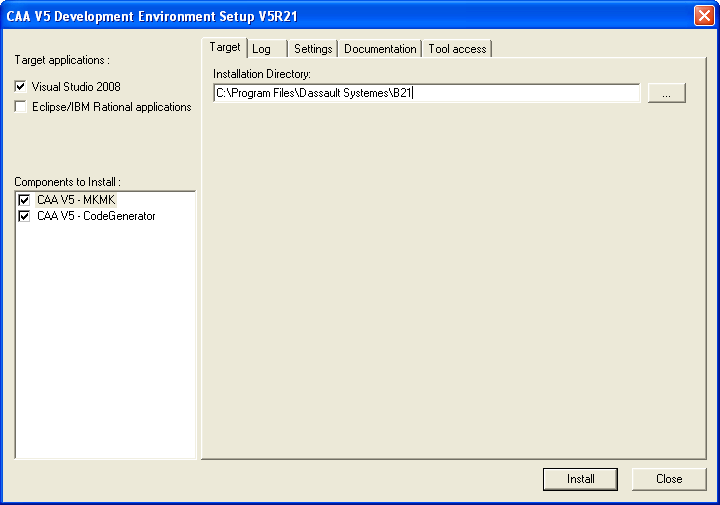 CAA V5 Development Environment Setup V5R21
Target applications :
Visual Studio 2008
Eclipse/IBM Rational applications
Components to Install :
CAA V5 - MKMK
CAA V5 - CodeGenerator
Target Log Settings Documentation Tool access
Installation Directory:
C:\Program Files\Dassault Systemes\B21
...
Install Close